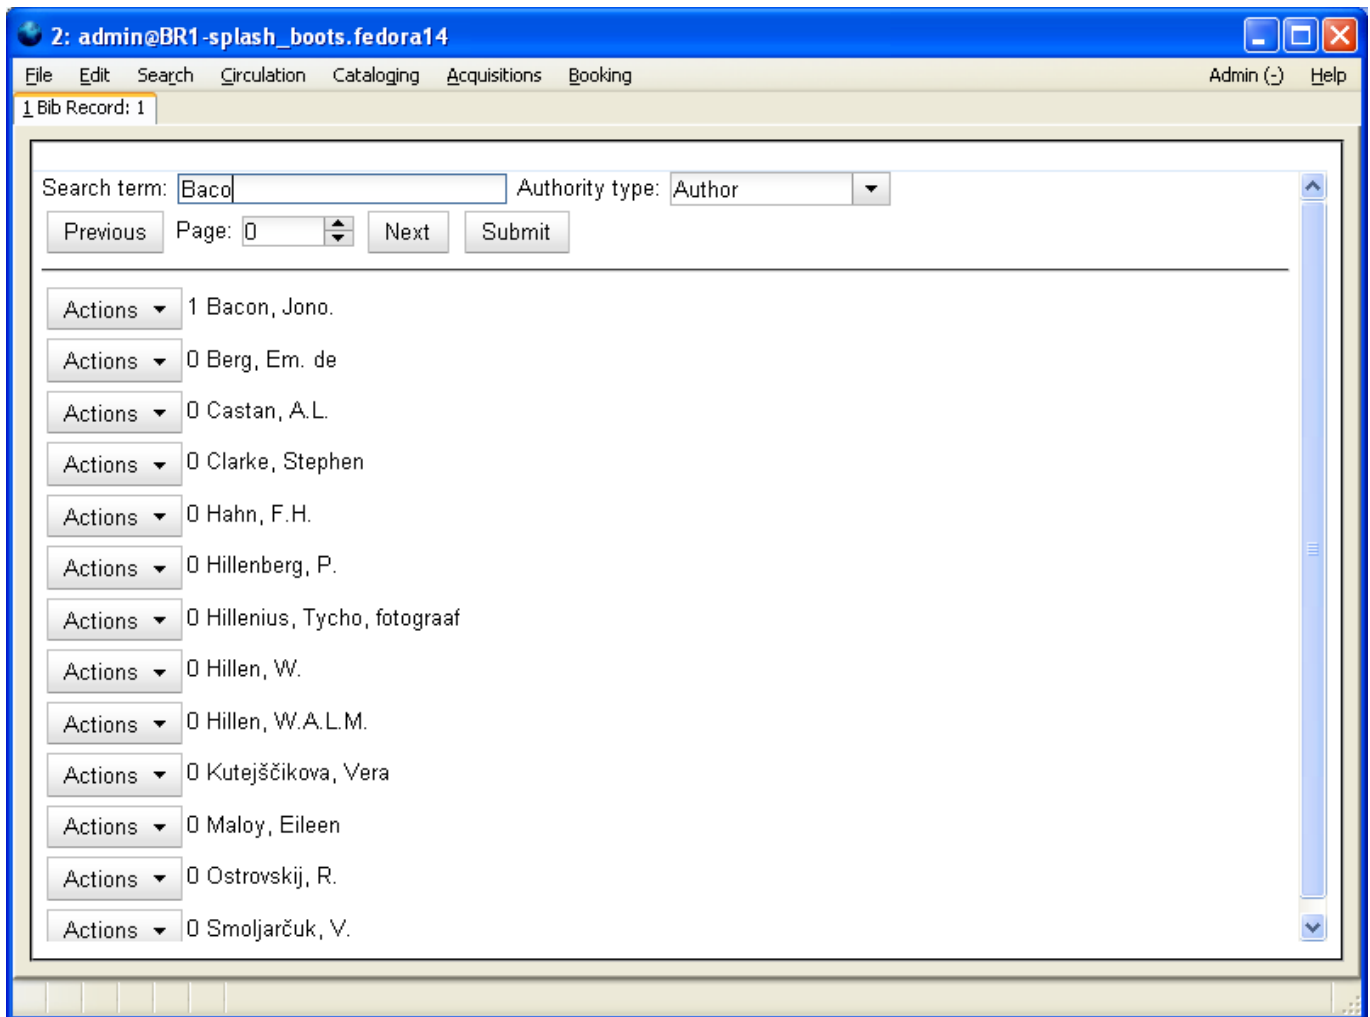 2: admin@BR1-splash_boots.fedora14
File Edit Search Circulation Cataloging Acquisitions Booking Admin (-) Help
1 Bib Record: 1
Search term: Baco Authority type: Author
Previous Page: 0 Next Submit
Actions 1 Bacon, Jono.
Actions 0 Berg, Em. de
Actions 0 Castan, A.L.
Actions 0 Clarke, Stephen
Actions 0 Hahn, F.H.
Actions 0 Hillenberg, P.
Actions 0 Hillenius, Tycho, fotograaf
Actions 0 Hillen, W.
Actions 0 Hillen, W.A.L.M.
Actions 0 Kutejščikova, Vera
Actions 0 Maloy, Eileen
Actions 0 Ostrovskij, R.
Actions 0 Smoljarčuk, V.